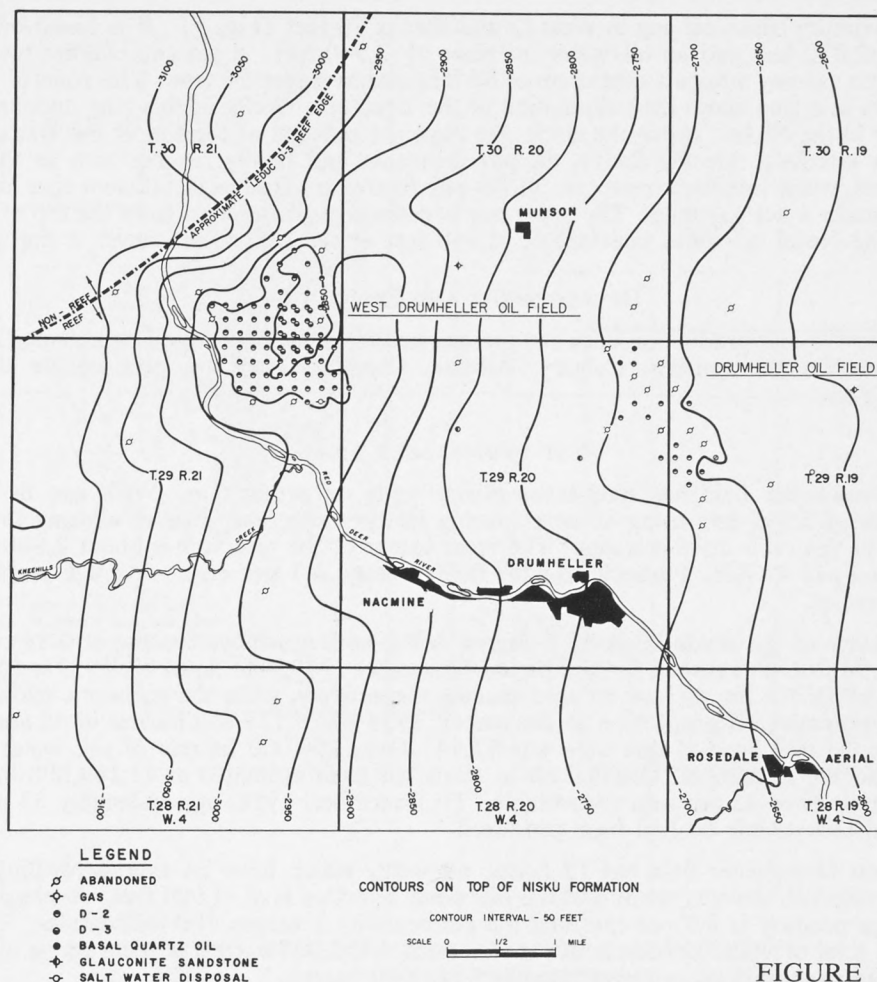 -3100
-3050
-3000
-2950
-2900
-2850
-2800
-2750
-2700
-2650
-2600
T. 30 R. 21
T. 30 R. 20
T. 30 R. 19
APPROXIMATE LEDUC D-3 REEF EDGE
NON REEF
REEF
MUNSON
-2850
WEST DRUMHELLER OIL FIELD
DRUMHELLER OIL FIELD
T.29 R.21
T.29 R.20
T.29 R.19
KNEEHILLS CREEK
RED DEER RIVER
NACMINE
DRUMHELLER
ROSEDALE
AERIAL
T.28 R.21
W. 4
T.28 R.20
W. 4
T.28 R.19
W. 4
-3100
-3000
-2950
-2900
-2850
-2800
-2700
-2650
-2600
LEGEND
ABANDONED
GAS
D - 2
D - 3
BASAL QUARTZ OIL
GLAUCONITE SANDSTONE
SALT WATER DISPOSAL
CONTOURS ON TOP OF NISKU FORMATION
CONTOUR INTERVAL - 50 FEET
SCALE 0 1/2 1 MILE
FIGURE